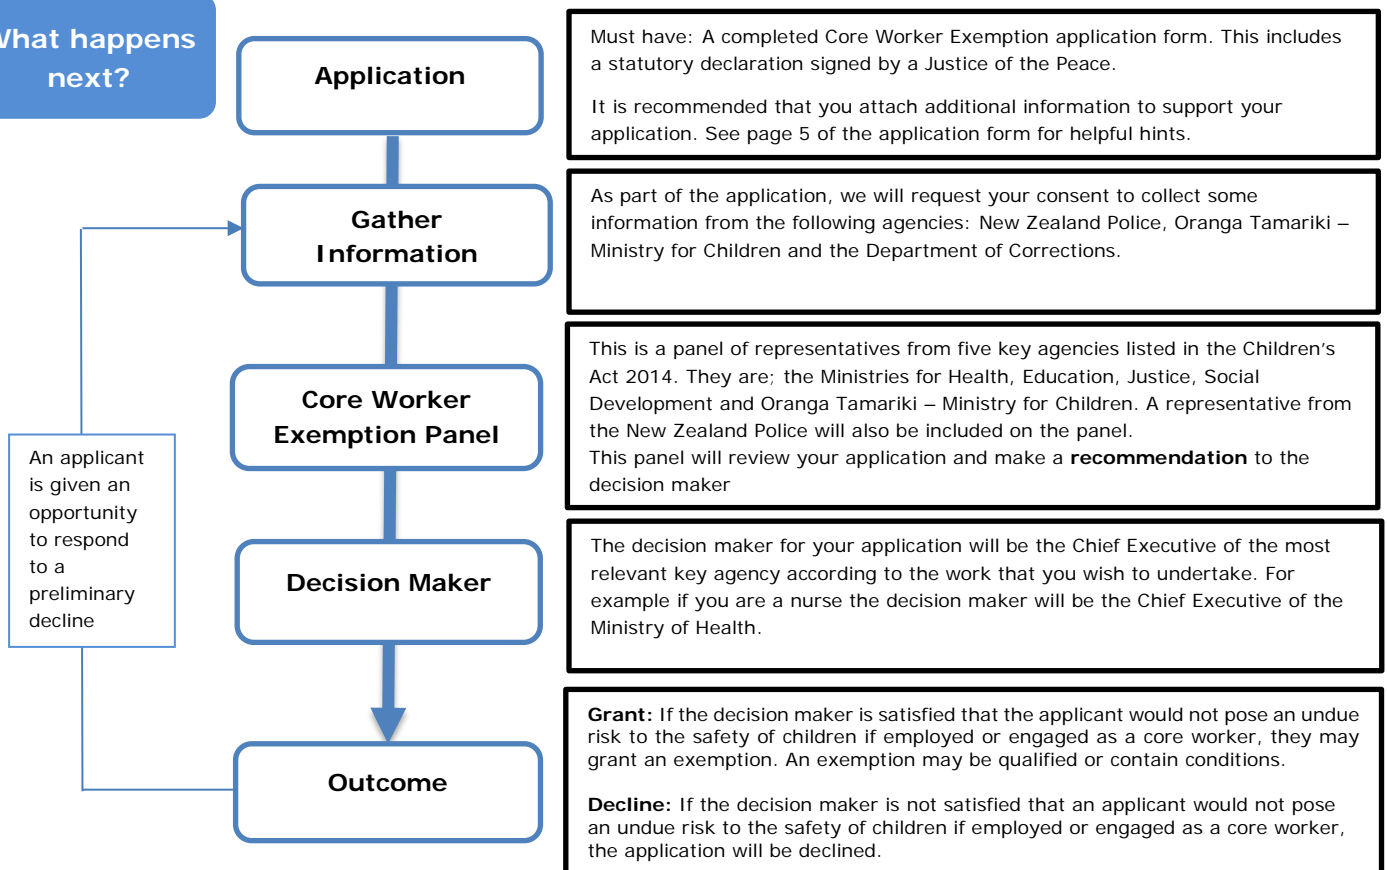 What happens
next?
Application
Must have: A completed Core Worker Exemption application form. This includes
a statutory declaration signed by a Justice of the Peace.
It is recommended that you attach additional information to support your
application. See page 5 of the application form for helpful hints.
Gather
Information
As part of the application, we will request your consent to collect some
information from the following agencies: New Zealand Police, Oranga Tamariki –
Ministry for Children and the Department of Corrections.
Core Worker
Exemption Panel
This is a panel of representatives from five key agencies listed in the Children’s
Act 2014. They are; the Ministries for Health, Education, Justice, Social
Development and Oranga Tamariki – Ministry for Children. A representative from
the New Zealand Police will also be included on the panel.
This panel will review your application and make a recommendation to the
decision maker
An applicant
is given an
opportunity
to respond
to a
preliminary
decline
Decision Maker
The decision maker for your application will be the Chief Executive of the most
relevant key agency according to the work that you wish to undertake. For
example if you are a nurse the decision maker will be the Chief Executive of the
Ministry of Health.
Outcome
Grant: If the decision maker is satisfied that the applicant would not pose an undue
risk to the safety of children if employed or engaged as a core worker, they may
grant an exemption. An exemption may be qualified or contain conditions.
Decline: If the decision maker is not satisfied that an applicant would not pose
an undue risk to the safety of children if employed or engaged as a core worker,
the application will be declined.